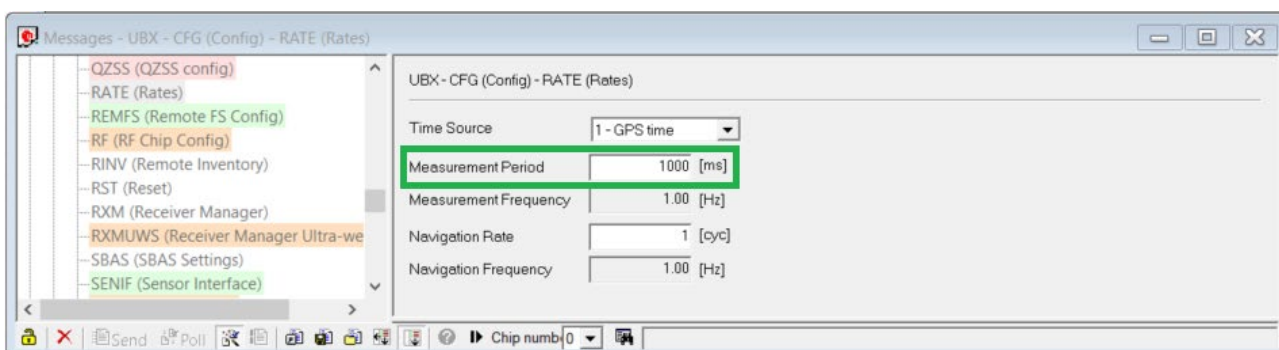 Messages - UBX - CFG (Config) - RATE (Rates)
QZSS (QZSS config)
RATE (Rates)
REMFS (Remote FS Config)
RF (RF Chip Config)
RINV (Remote Inventory)
RST (Reset)
RXM (Receiver Manager)
RXMUWS (Receiver Manager Ultra-we
SBAS (SBAS Settings)
SENIF (Sensor Interface)
UBX - CFG (Config) - RATE (Rates)
Time Source 1 - GPS time
Measurement Period 1000 [ms]
Measurement Frequency 1.00 [Hz]
Navigation Rate 1 [cyc]
Navigation Frequency 1.00 [Hz]
Send Poll Chip numbe 0